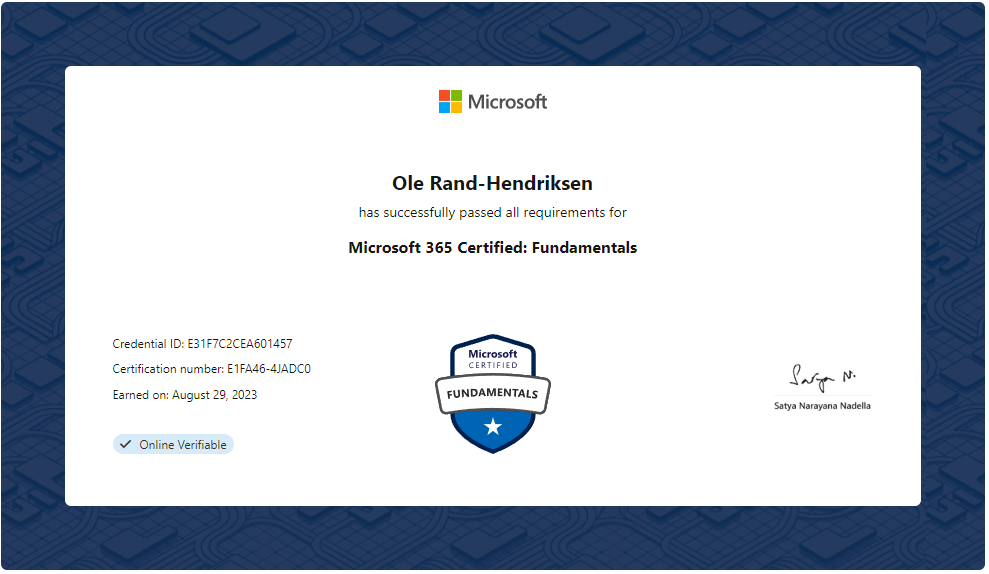 Microsoft
Ole Rand-Hendriksen
has successfully passed all requirements for
Microsoft 365 Certified: Fundamentals
Credential ID: E31F7C2CEA601457
Certification number: E1FA46-4JADC0
Earned on: August 29, 2023
Online Verifiable
Microsoft
CERTIFIED
FUNDAMENTALS
Satya N.
Satya Narayana Nadella